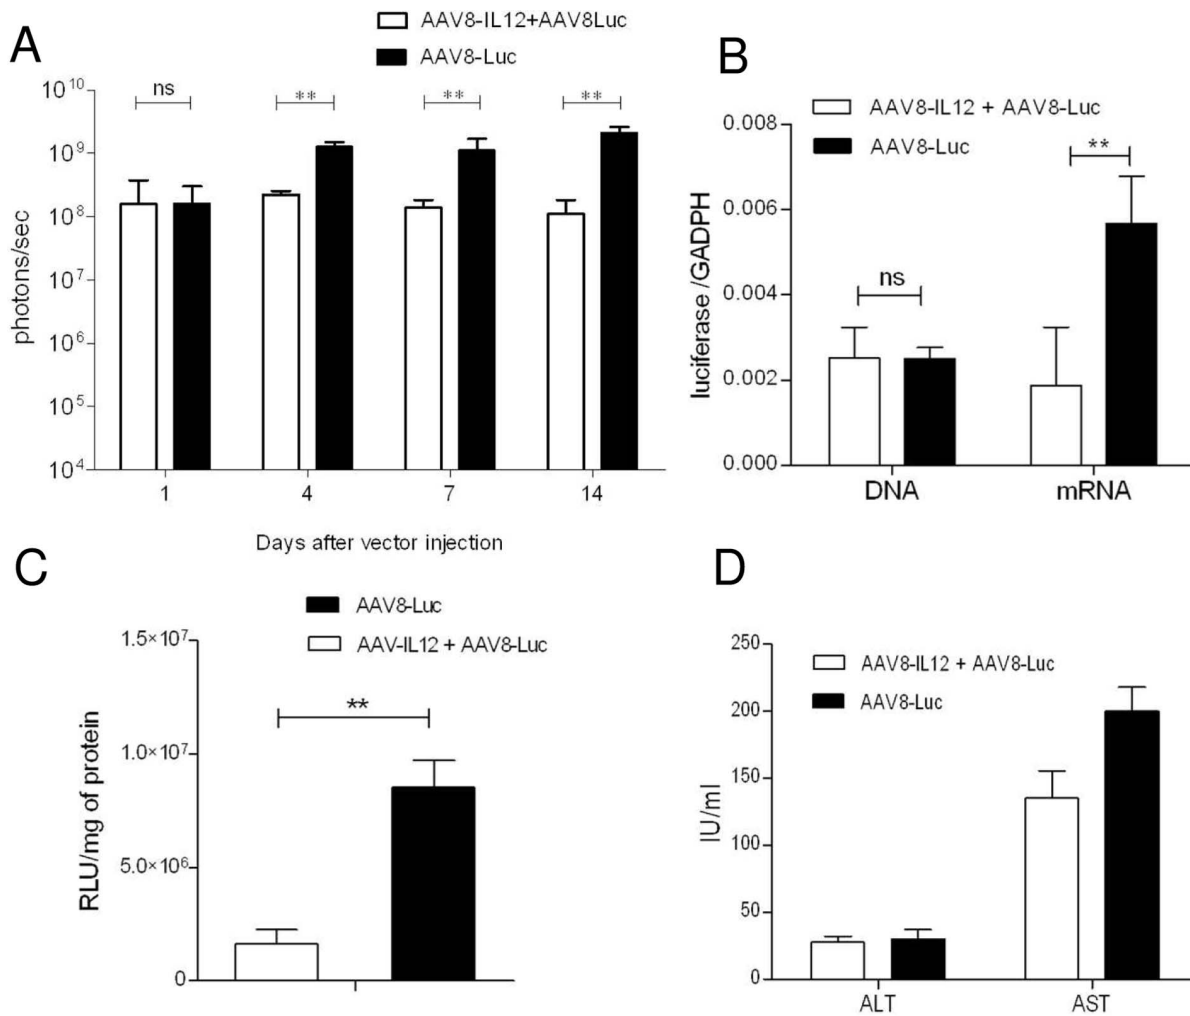 A
AAV8-IL12+AAV8Luc
AAV8-Luc
photons/sec
10^10
10^9
10^8
10^7
10^6
10^5
10^4
ns
**
**
**
1 4 7 14
Days after vector injection
B
AAV8-IL12 + AAV8-Luc
AAV8-Luc
luciferase /GADPH
0.008
0.006
0.004
0.002
0.000
ns
**
DNA mRNA
C
AAV8-Luc
AAV-IL12 + AAV8-Luc
RLU/mg of protein
1.5×10^7
1.0×10^7
5.0×10^6
0
**
D
AAV8-IL12 + AAV8-Luc
AAV8-Luc
IU/ml
250
200
150
100
50
0
ALT AST